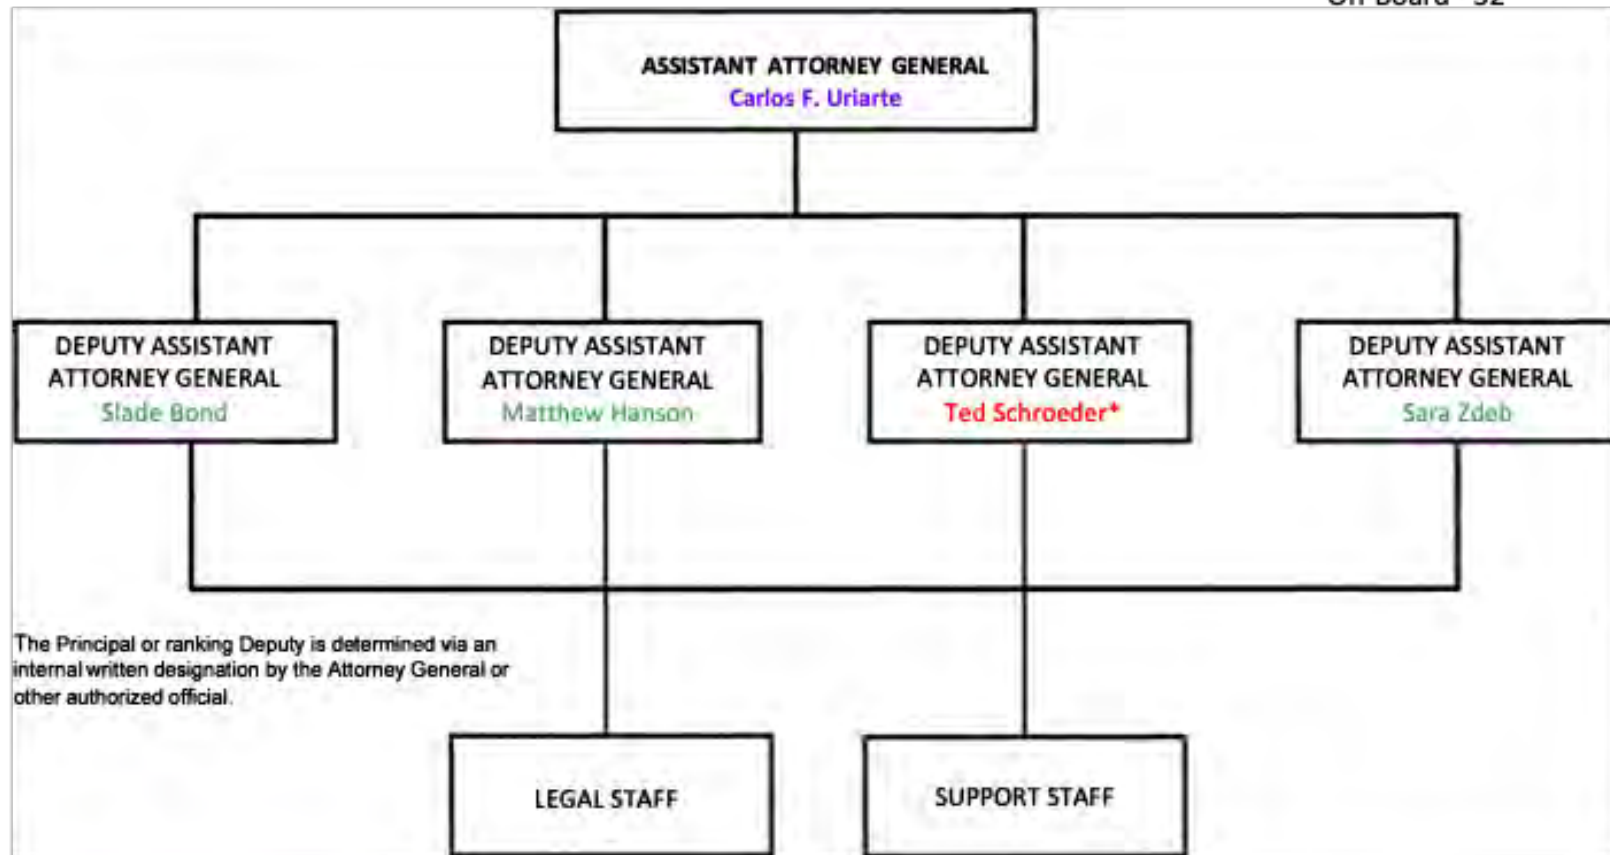 ASSISTANT ATTORNEY GENERAL
Carlos F. Uriarte
DEPUTY ASSISTANT
ATTORNEY GENERAL
Slade Bond
DEPUTY ASSISTANT
ATTORNEY GENERAL
Matthew Hanson
DEPUTY ASSISTANT
ATTORNEY GENERAL
Ted Schroeder*
DEPUTY ASSISTANT
ATTORNEY GENERAL
Sara Zdeb
The Principal or ranking Deputy is determined via an
internal written designation by the Attorney General or
other authorized official.
LEGAL STAFF
SUPPORT STAFF